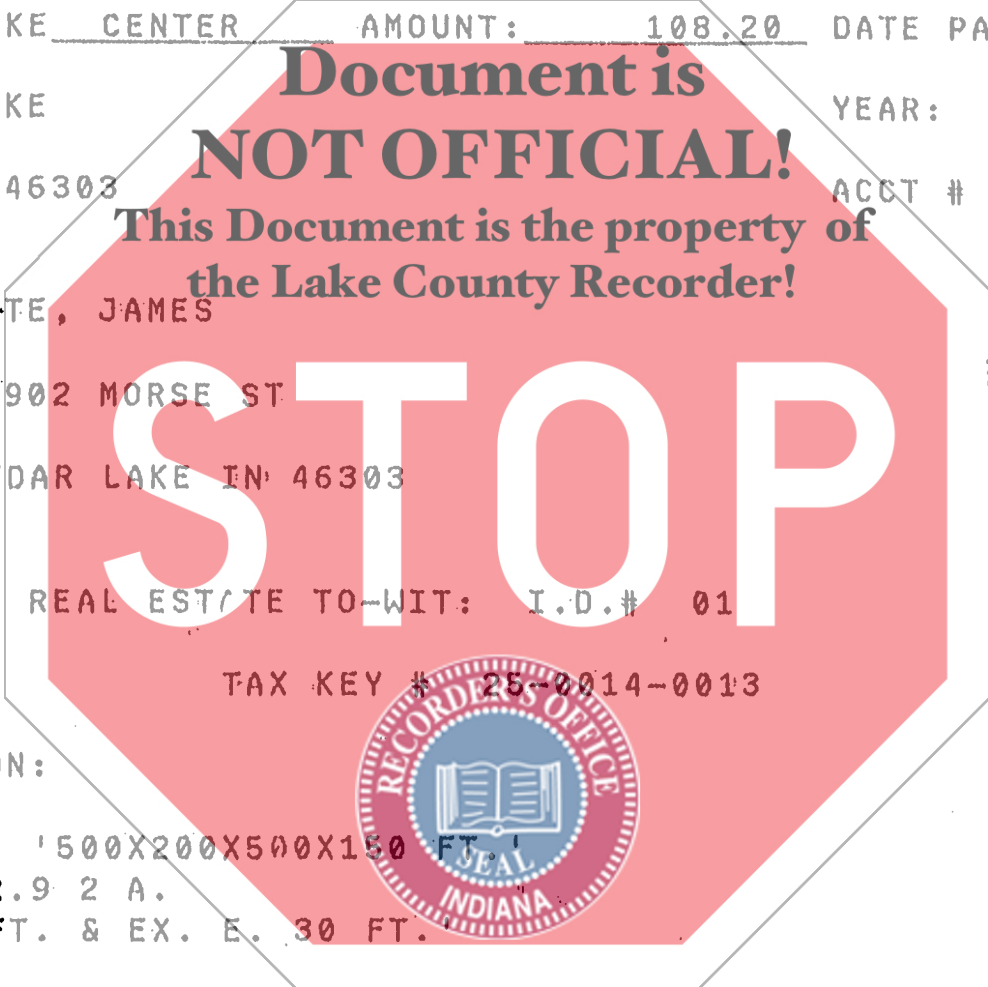 KE CENTER AMOUNT: 108.20 DATE PA
Document is
NOT OFFICIAL!
KE YEAR:
46303 ACCT #
This Document is the property of
the Lake County Recorder!
TE, JAMES
902 MORSE ST
DAR LAKE IN 46303
STOP
REAL ESTATE TO-WIT: I.D.# 01
TAX KEY # 25-0014-0013
RECORDER'S OFFICE
N:
'500X200X500X150 FT.'
SEAL
.9 2 A.
INDIANA
FT. & EX. E. 30 FT.'